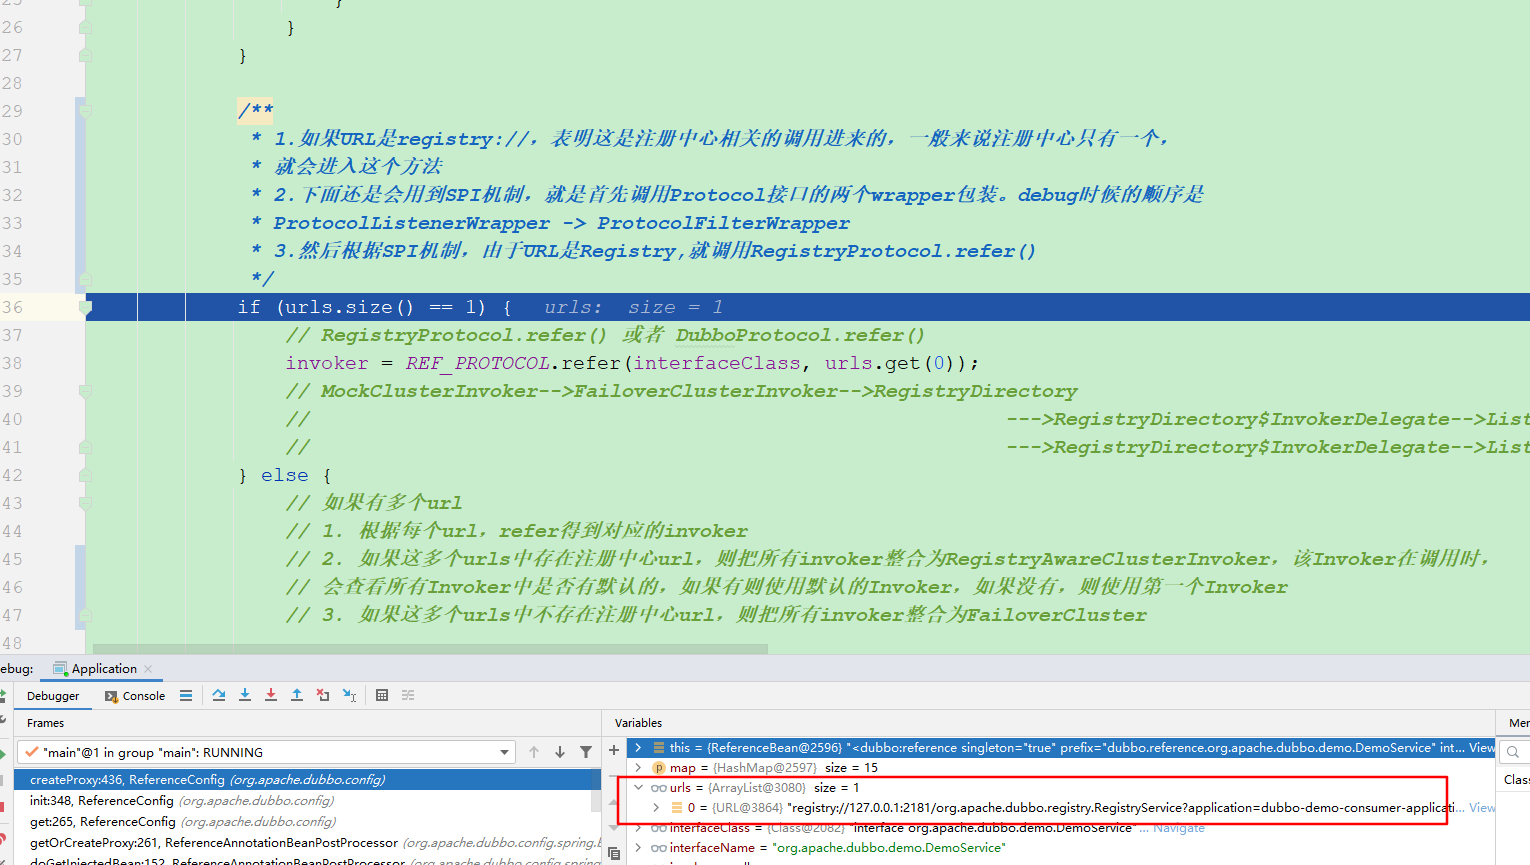 25 }
26 }
27 }
28
29 /**
30 * 1.如果URL是registry://，表明这是注册中心相关的调用进来的，一般来说注册中心只有一个，
31 * 就会进入这个方法
32 * 2.下面还是会用到SPI机制，就是首先调用Protocol接口的两个wrapper包装。debug时候的顺序是
33 * ProtocolListenerWrapper -> ProtocolFilterWrapper
34 * 3.然后根据SPI机制，由于URL是Registry,就调用RegistryProtocol.refer()
35 */
36 if (urls.size() == 1) { urls: size = 1
37 // RegistryProtocol.refer() 或者 DubboProtocol.refer()
38 invoker = REF_PROTOCOL.refer(interfaceClass, urls.get(0));
39 // MockClusterInvoker-->FailoverClusterInvoker-->RegistryDirectory
40 // --->RegistryDirectory$InvokerDelegate-->List
41 // --->RegistryDirectory$InvokerDelegate-->List
42 } else {
43 // 如果有多个url
44 // 1. 根据每个url，refer得到对应的invoker
45 // 2. 如果这多个urls中存在注册中心url，则把所有invoker整合为RegistryAwareClusterInvoker，该Invoker在调用时，
46 // 会查看所有Invoker中是否有默认的，如果有则使用默认的Invoker，如果没有，则使用第一个Invoker
47 // 3. 如果这多个urls中不存在注册中心url，则把所有invoker整合为FailoverCluster
48
ebug: Application
Debugger Console
Frames
"main"@1 in group "main": RUNNING
createProxy:436, ReferenceConfig (org.apache.dubbo.config)
init:348, ReferenceConfig (org.apache.dubbo.config)
get:265, ReferenceConfig (org.apache.dubbo.config)
getOrCreateProxy:261, ReferenceAnnotationBeanPostProcessor (org.apache.dubbo.config.spring.b
doGetInjectedBean:152, ReferenceAnnotationBeanPostProcessor (org.apache.dubbo.config.spring
Variables
this = {ReferenceBean@2596} "<dubbo:reference singleton="true" prefix="dubbo.reference.org.apache.dubbo.demo.DemoService" int... View
map = {HashMap@2597} size = 15
urls = {ArrayList@3080} size = 1
0 = {URL@3864} "registry://127.0.0.1:2181/org.apache.dubbo.registry.RegistryService?application=dubbo-demo-consumer-applicati... View
interfaceClass = {Class@2082} "interface org.apache.dubbo.demo.DemoService" ... Navigate
interfaceName = "org.apache.dubbo.demo.DemoService"
Mer
Class